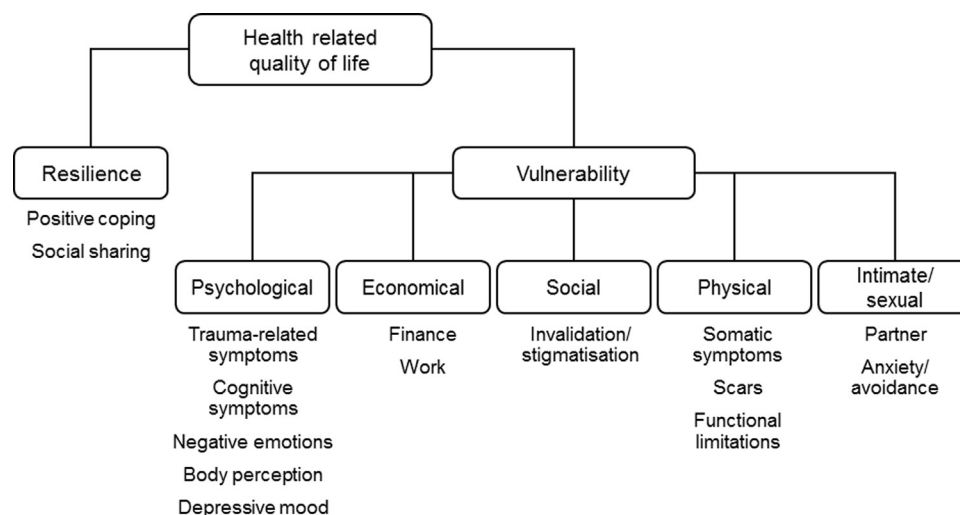 Health related
quality of life
Resilience
Positive coping
Social sharing
Vulnerability
Psychological
Trauma-related
symptoms
Cognitive
symptoms
Negative emotions
Body perception
Depressive mood
Economical
Finance
Work
Social
Invalidation/
stigmatisation
Physical
Somatic
symptoms
Scars
Functional
limitations
Intimate/
sexual
Partner
Anxiety/
avoidance